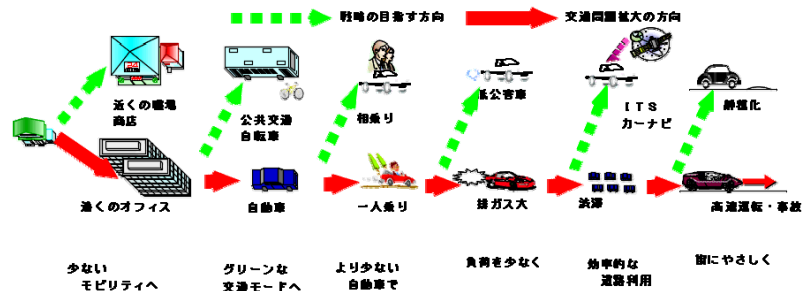 戦略の目指す方向
交通問題拡大の方向
近くの職場
商店
公共交通
自転車
相乗り
低公害車
ITS
カーナビ
静穏化
遠くのオフィス
自動車
一人乗り
排ガス大
渋滞
高速運転・事故
少ない
モビリティへ
グリーンな
交通モードへ
より少ない
自動車で
負荷を少なく
効率的な
道路利用
街にやさしく